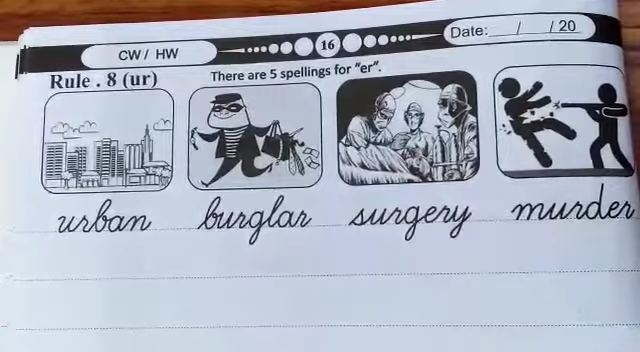 CW / HW 16 Date: / / 20
Rule . 8 (ur) There are 5 spellings for "er".
urban burglar surgery murder